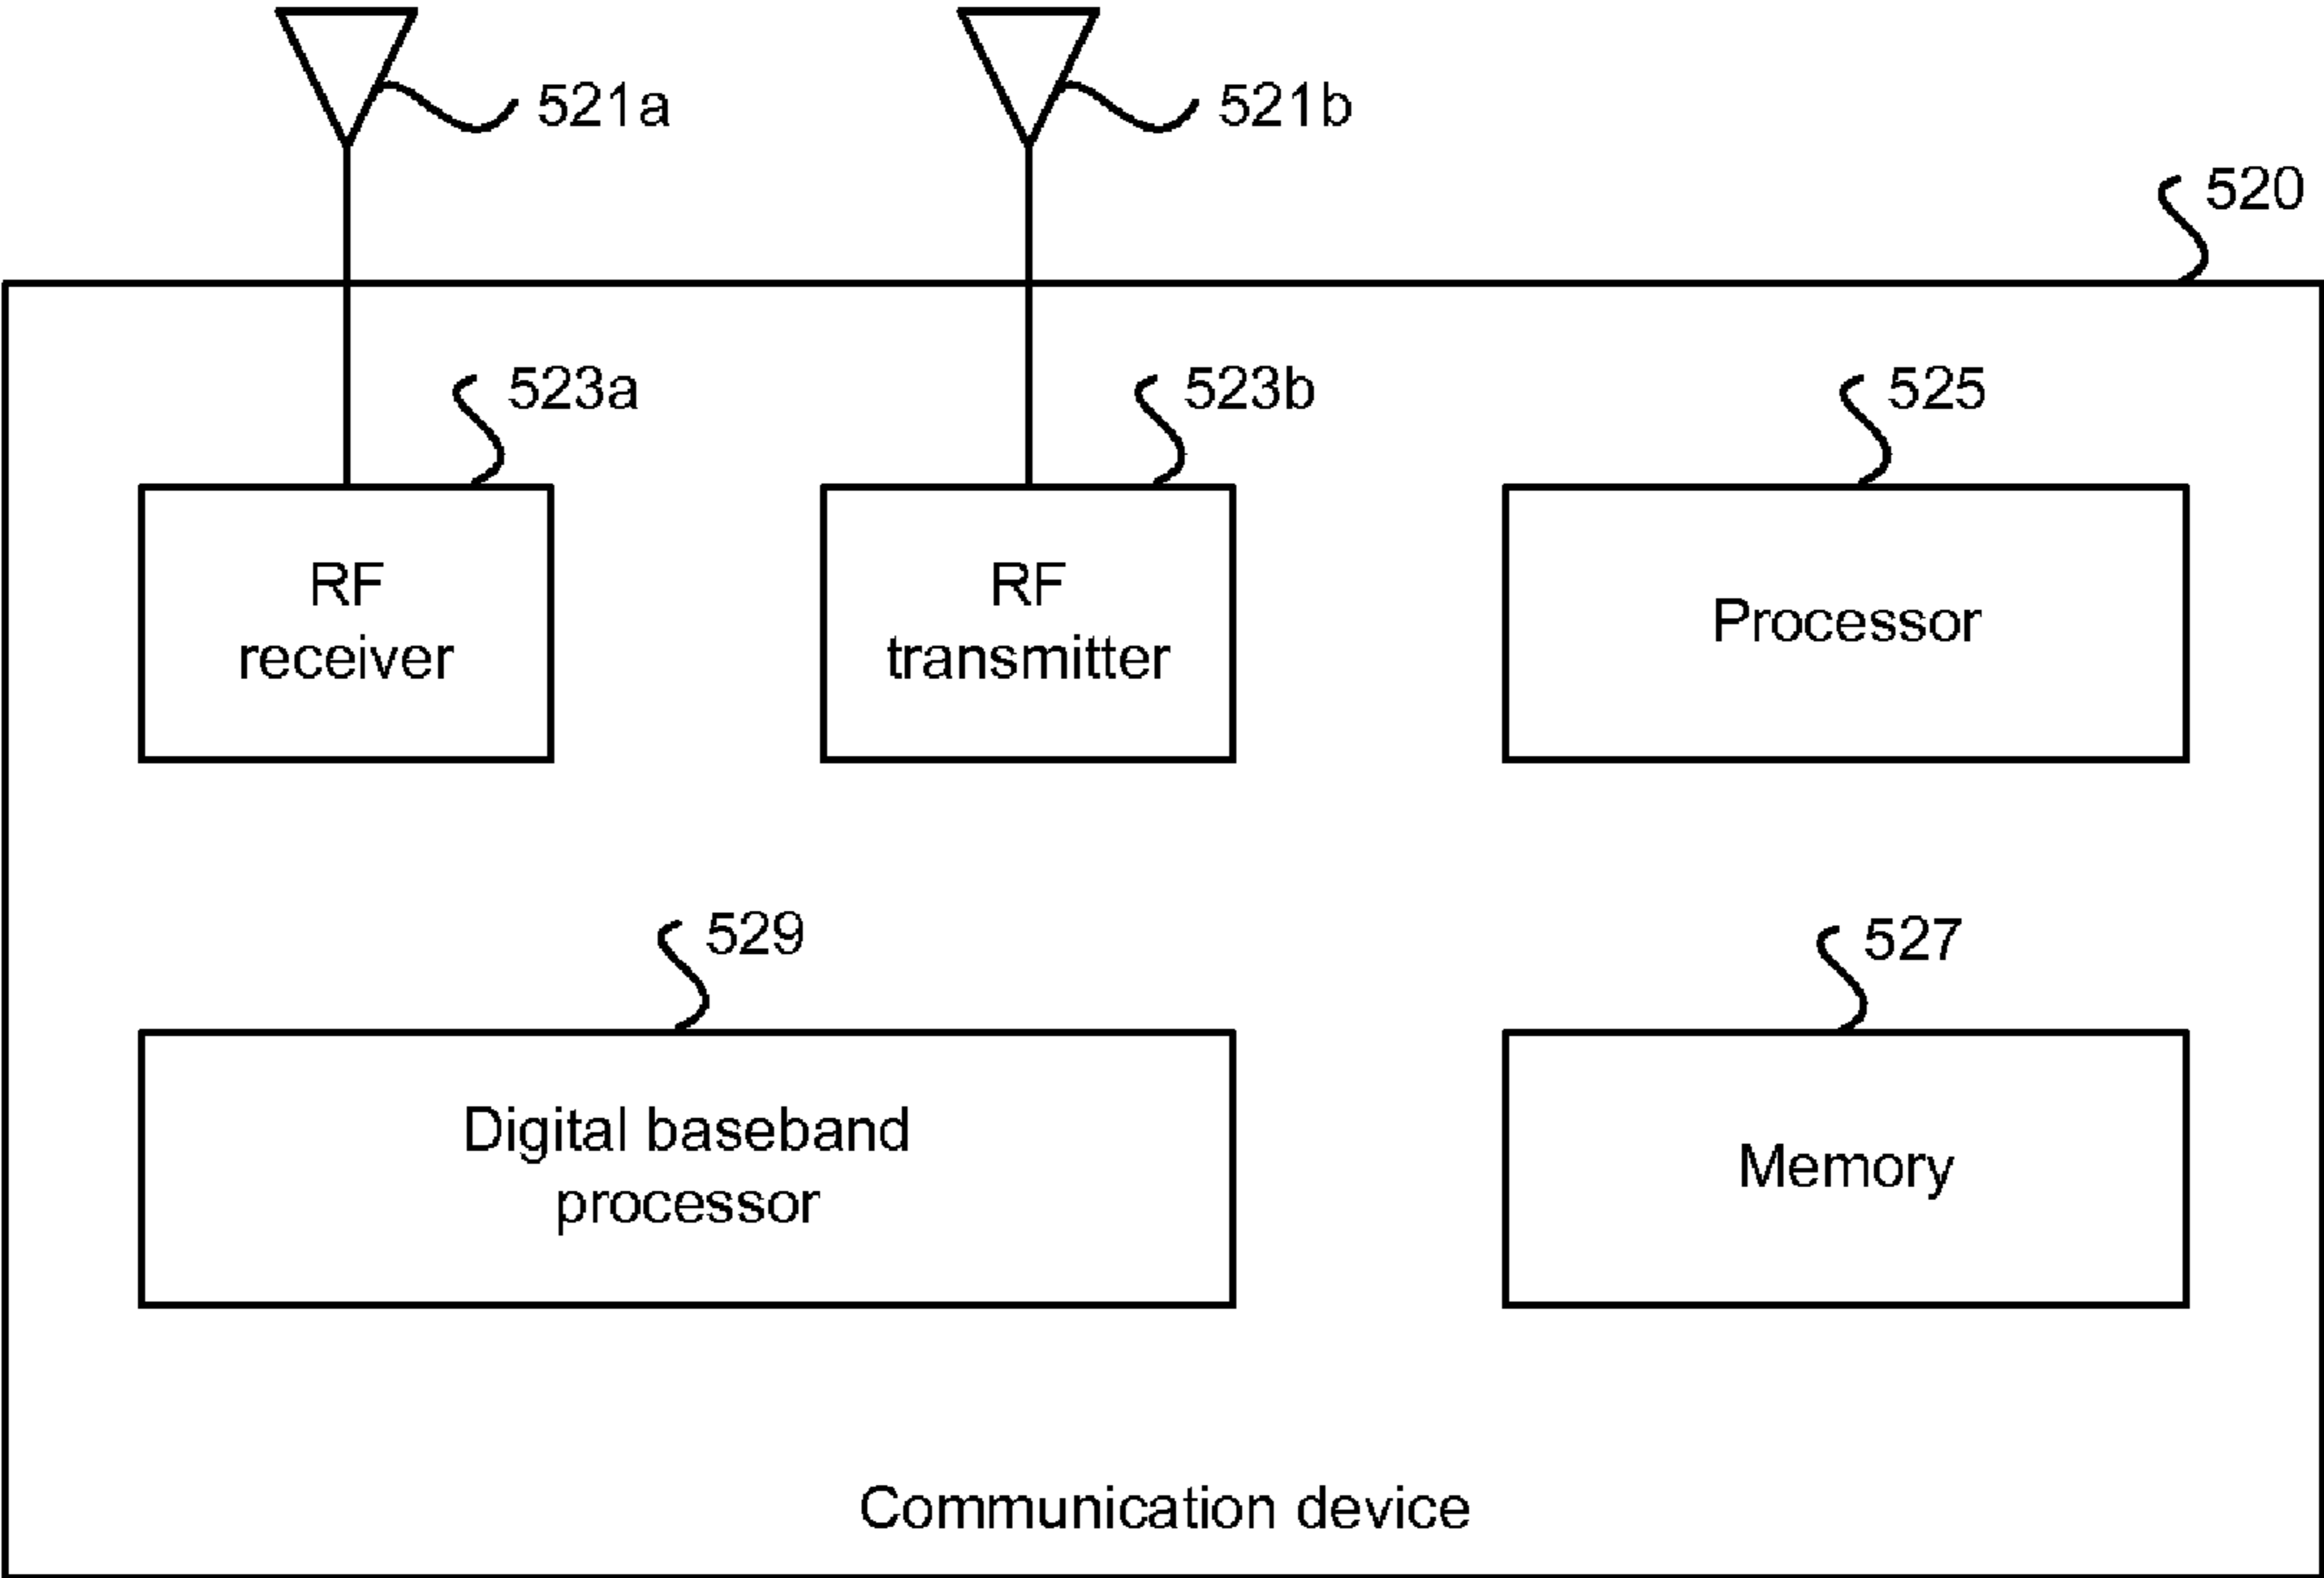 521a
521b
520
523a
523b
525
RF
receiver
RF
transmitter
Processor
529
527
Digital baseband
processor
Memory
Communication device